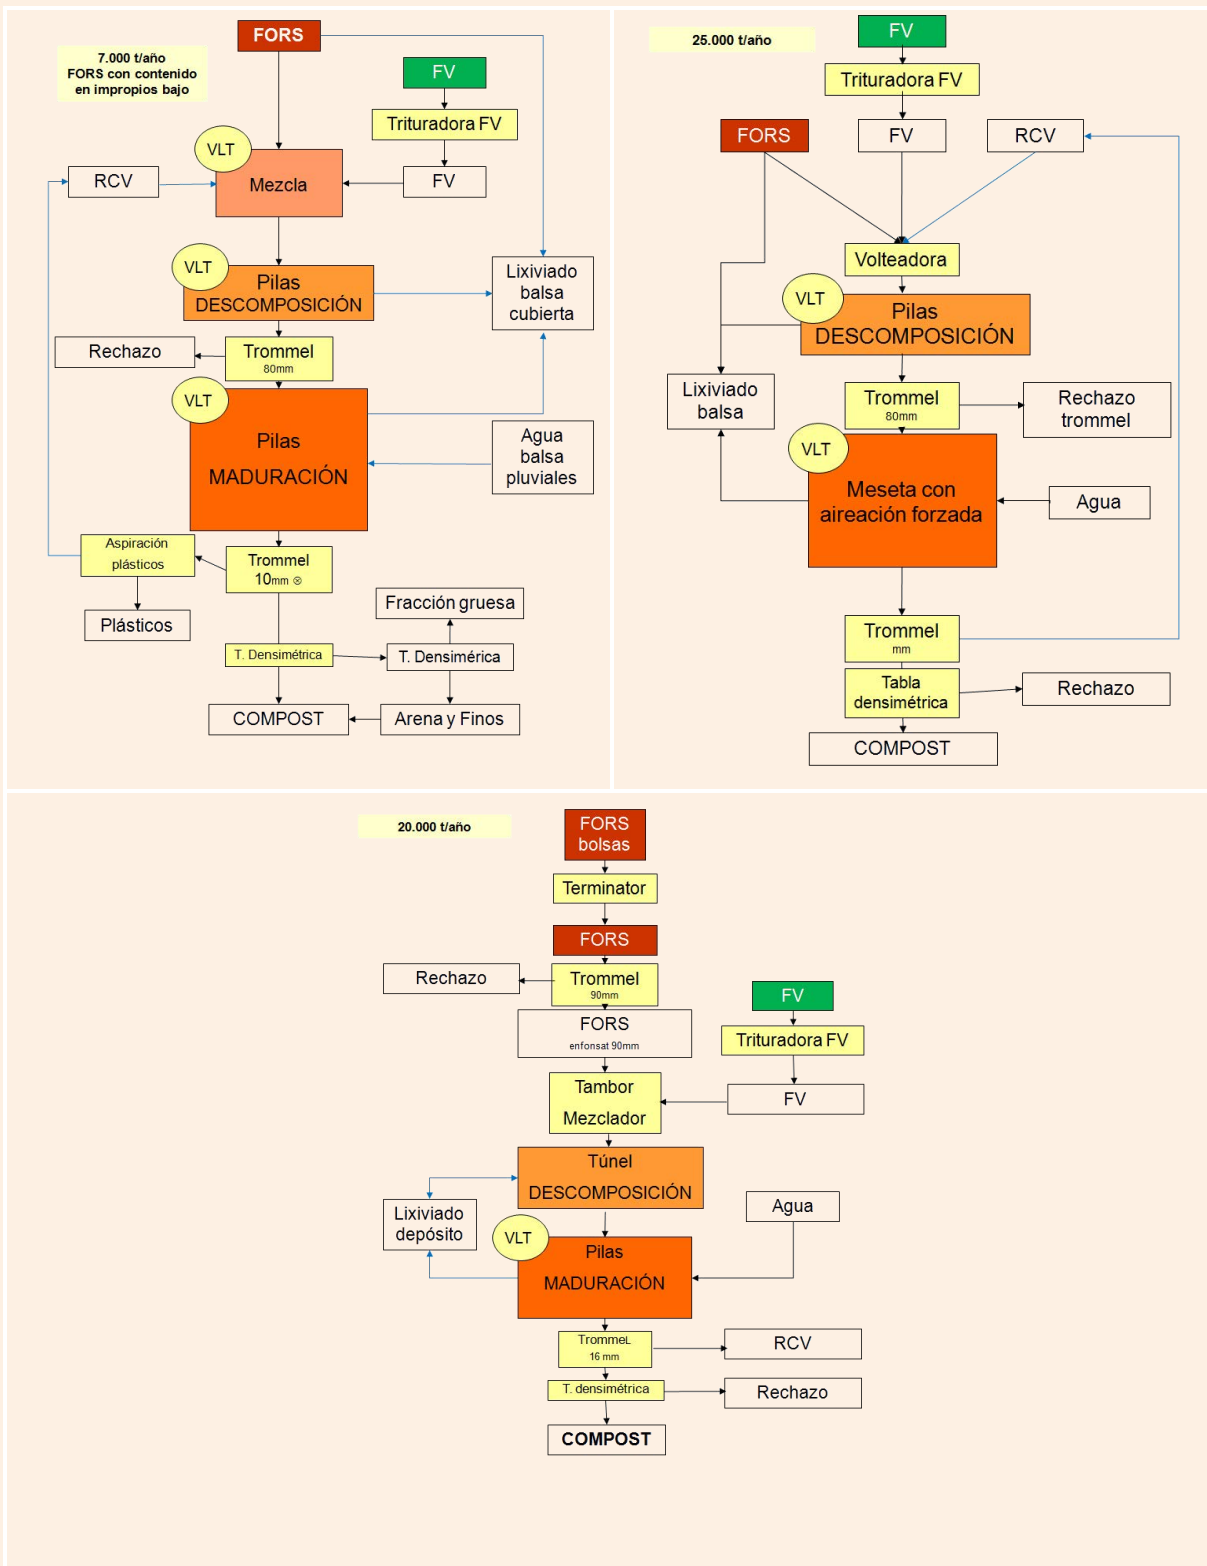 7.000 t/año
FORS con contenido
en impropios bajo
FORS
FV
Trituradora FV
VLT
Mezcla
RCV
FV
VLT
Pilas
DESCOMPOSICIÓN
Lixiviado
balsa
cubierta
Rechazo
Trommel
80mm
VLT
Pilas
MADURACIÓN
Agua
balsa
pluviales
Aspiración
plásticos
Trommel
10mm ⊗
Plásticos
Fracción gruesa
T. Densimétrica
T. Densimérica
COMPOST
Arena y Finos
25.000 t/año
FV
Trituradora FV
FORS
FV
RCV
Volteadora
VLT
Pilas
DESCOMPOSICIÓN
Lixiviado
balsa
Trommel
80mm
Rechazo
trommel
VLT
Meseta con
aireación forzada
Agua
Trommel
mm
Tabla
densimétrica
Rechazo
COMPOST
20.000 t/año
FORS
bolsas
Terminator
FORS
Rechazo
Trommel
90mm
FV
FORS
enfonsat 90mm
Trituradora FV
Tambor
Mezclador
FV
Túnel
DESCOMPOSICIÓN
Lixiviado
depósito
Agua
VLT
Pilas
MADURACIÓN
TrommeL
16 mm
RCV
T. densimétrica
Rechazo
COMPOST